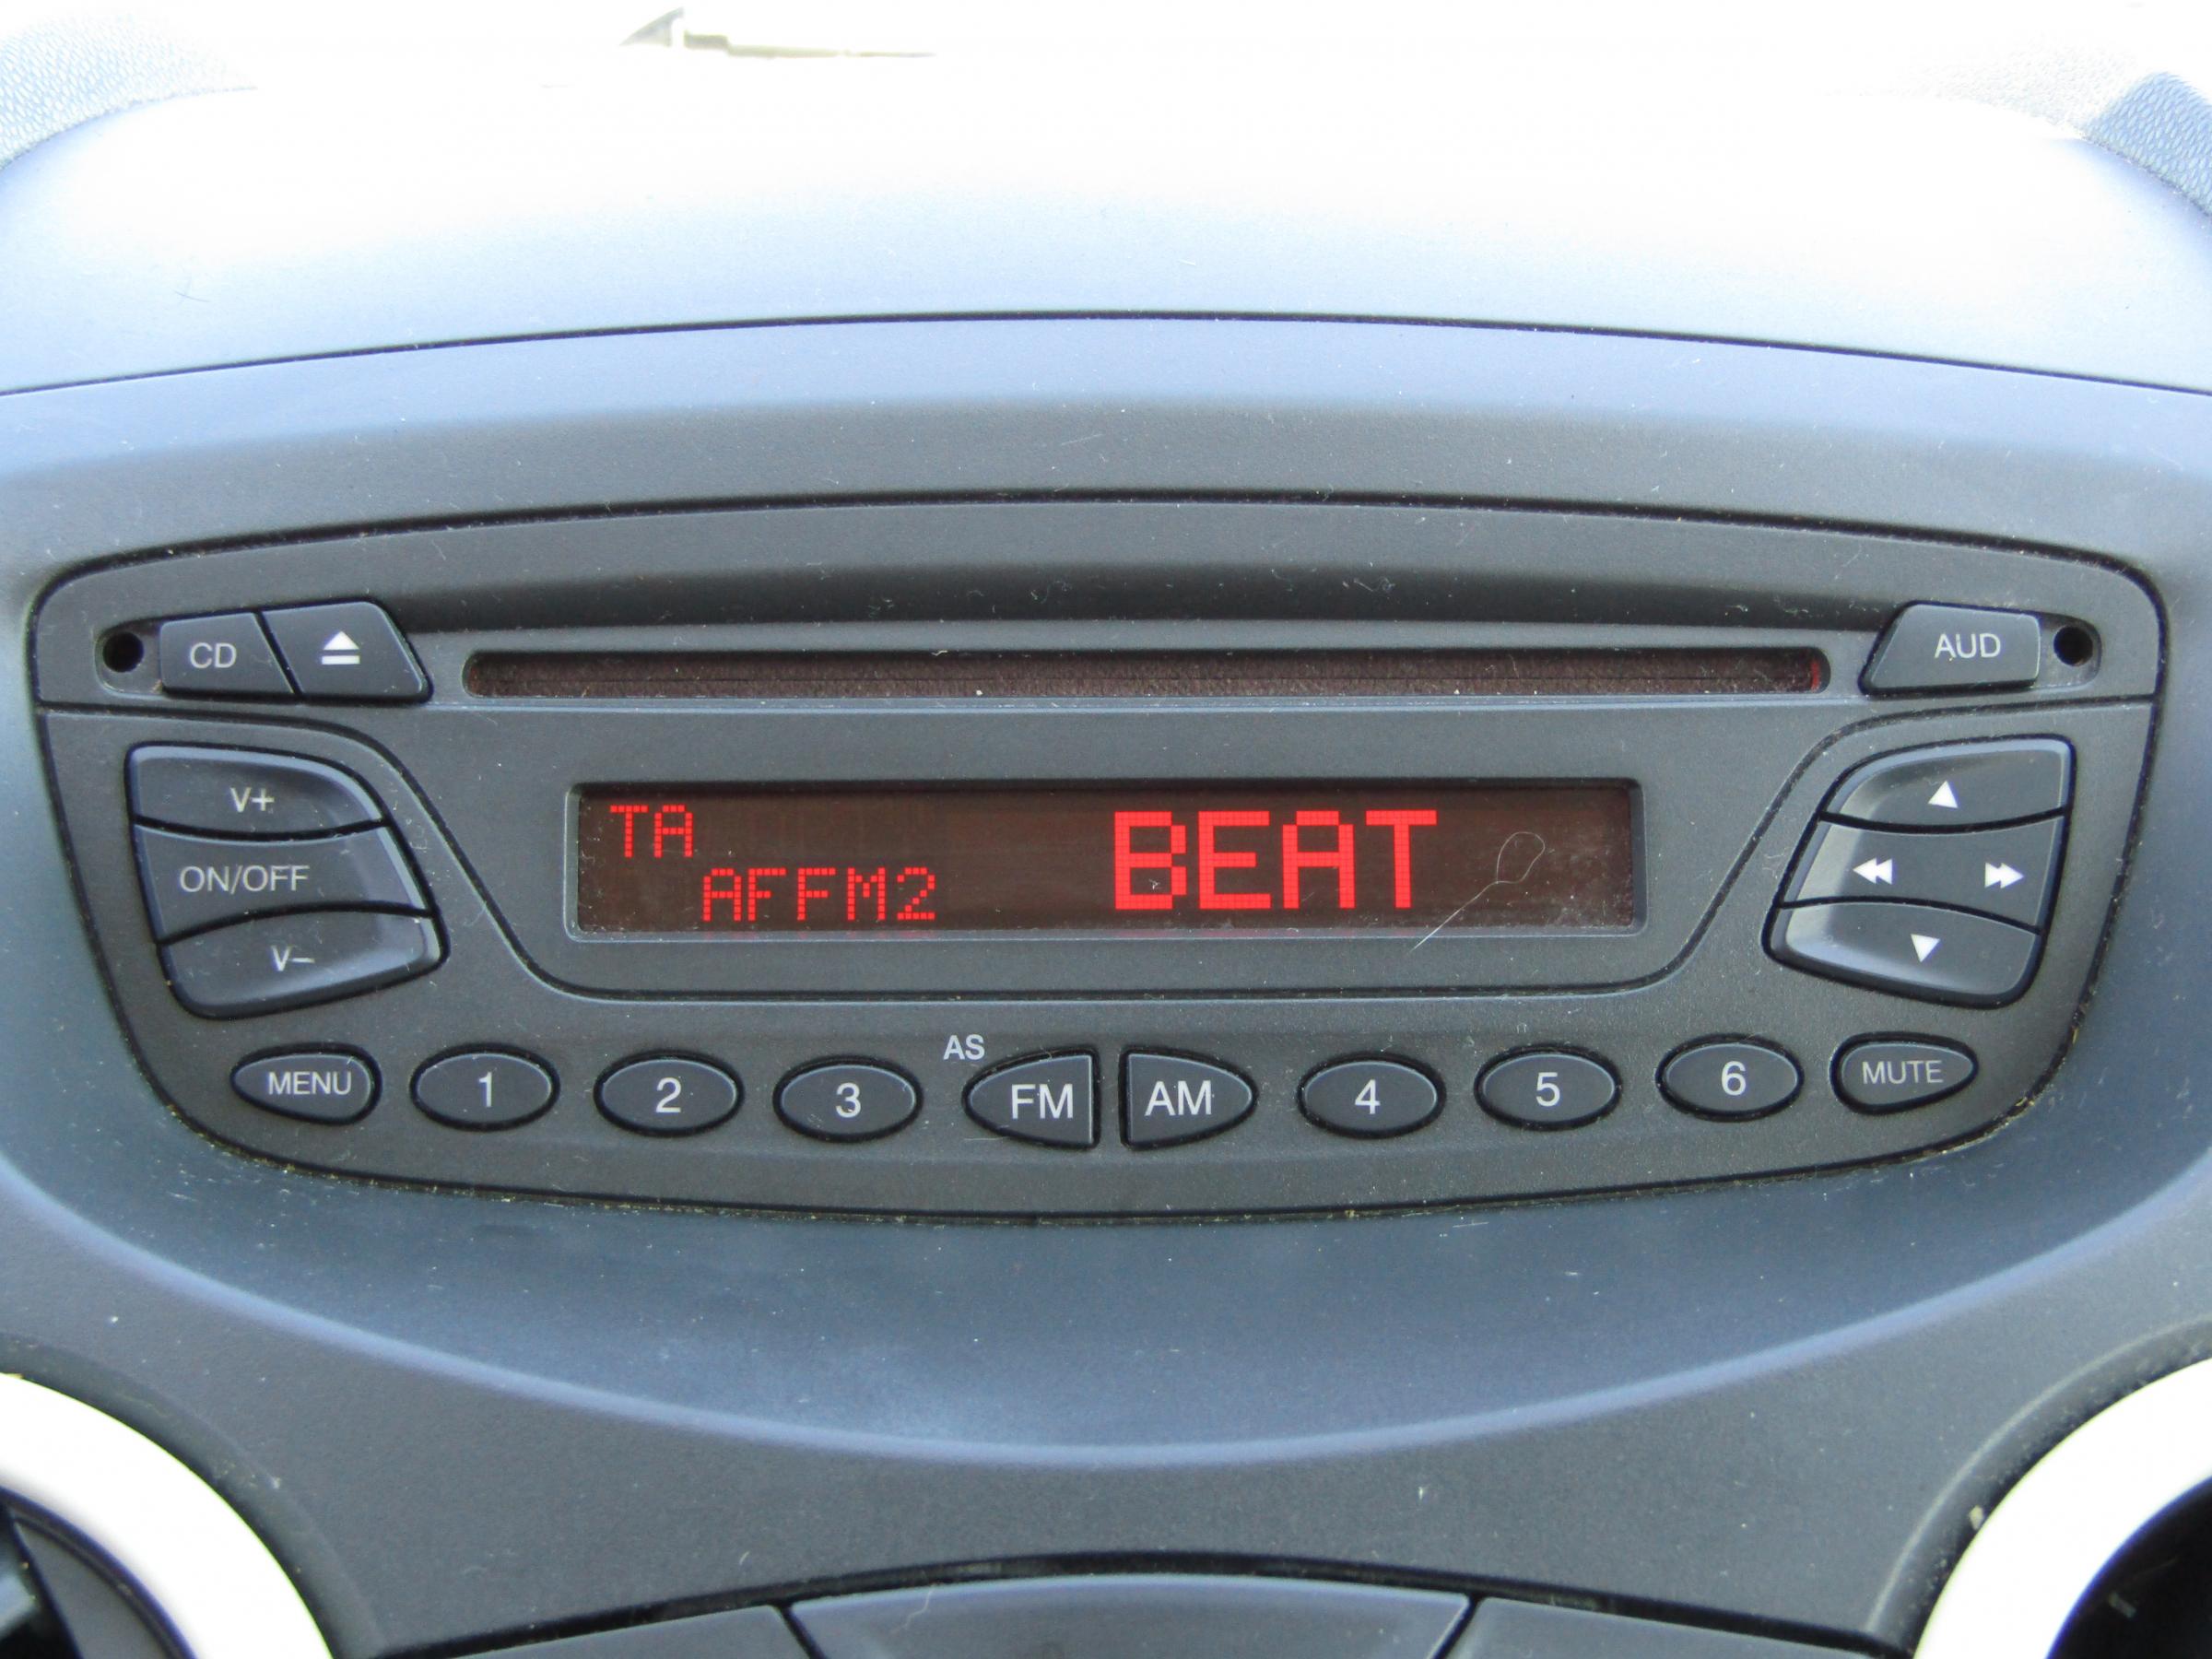 CD
AUD
V+
ON/OFF
V–
TA
AFFM2
BEAT
AS
MENU 1 2 3 FM AM 4 5 6 MUTE